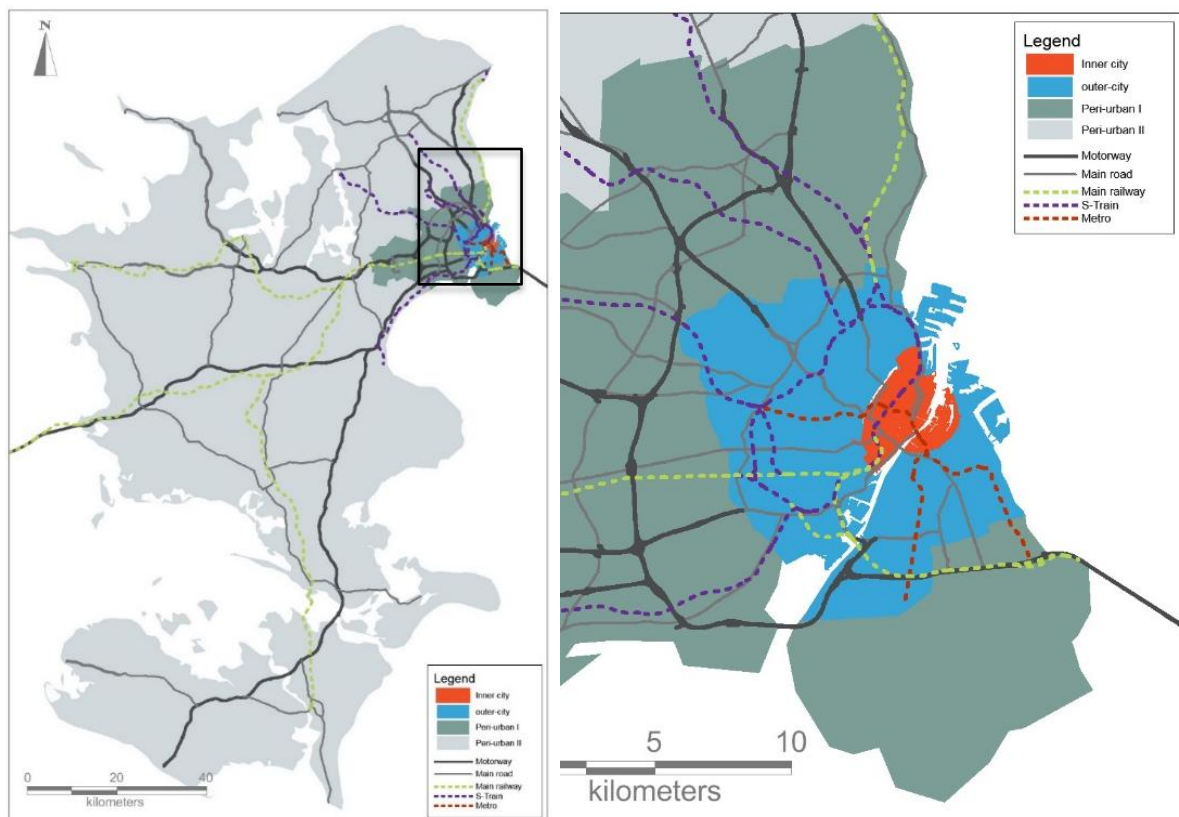 N
Legend
Inner city
outer-city
Peri-urban I
Peri-urban II
Motorway
Main road
Main railway
S-Train
Metro
0 20 40
kilometers
Legend
Inner city
outer-city
Peri-urban I
Peri-urban II
Motorway
Main road
Main railway
S-Train
Metro
5 10
kilometers